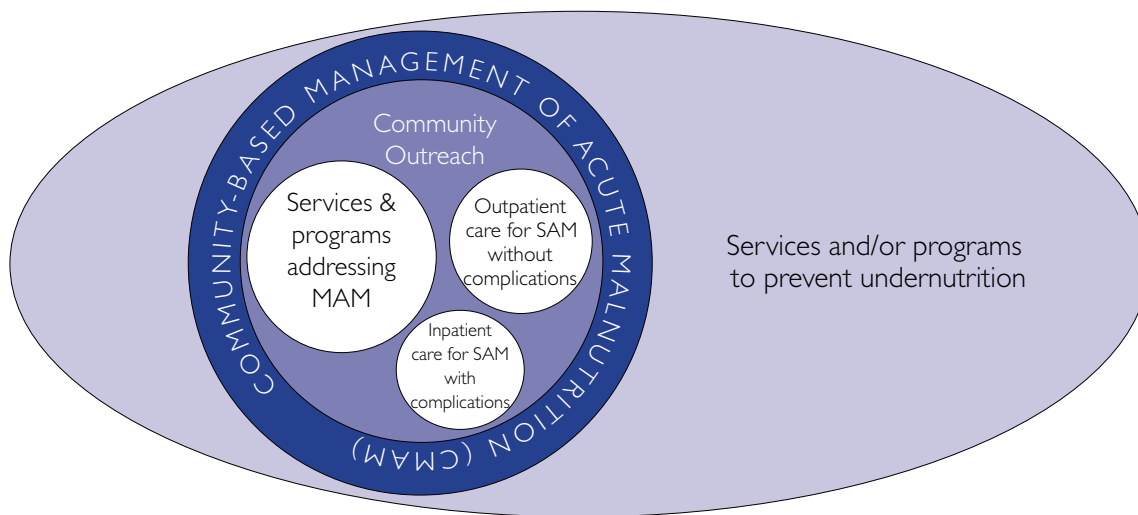 COMMUNITY-BASED MANAGEMENT OF ACUTE MALNUTRITION (CMAM)
Community
Outreach
Services &
programs
addressing
MAM
Outpatient
care for SAM
without
complications
Inpatient
care for SAM
with
complications
Services and/or programs
to prevent undernutrition